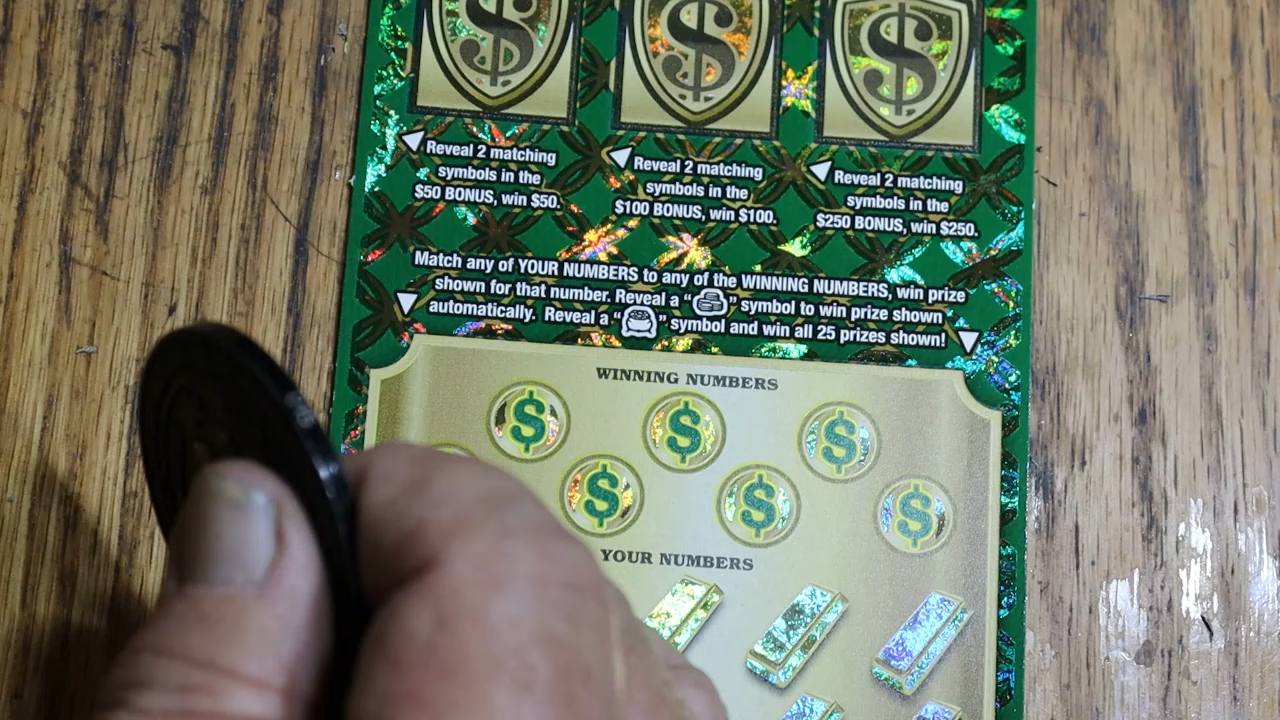 $
$
$
Reveal 2 matching
symbols in the
$50 BONUS, win $50.
Reveal 2 matching
symbols in the
$100 BONUS, win $100.
Reveal 2 matching
symbols in the
$250 BONUS, win $250.
Match any of YOUR NUMBERS to any of the WINNING NUMBERS, win prize
shown for that number. Reveal a “ ” symbol to win prize shown
automatically. Reveal a “ ” symbol and win all 25 prizes shown!
WINNING NUMBERS
$ $ $
$ $ $
YOUR NUMBERS